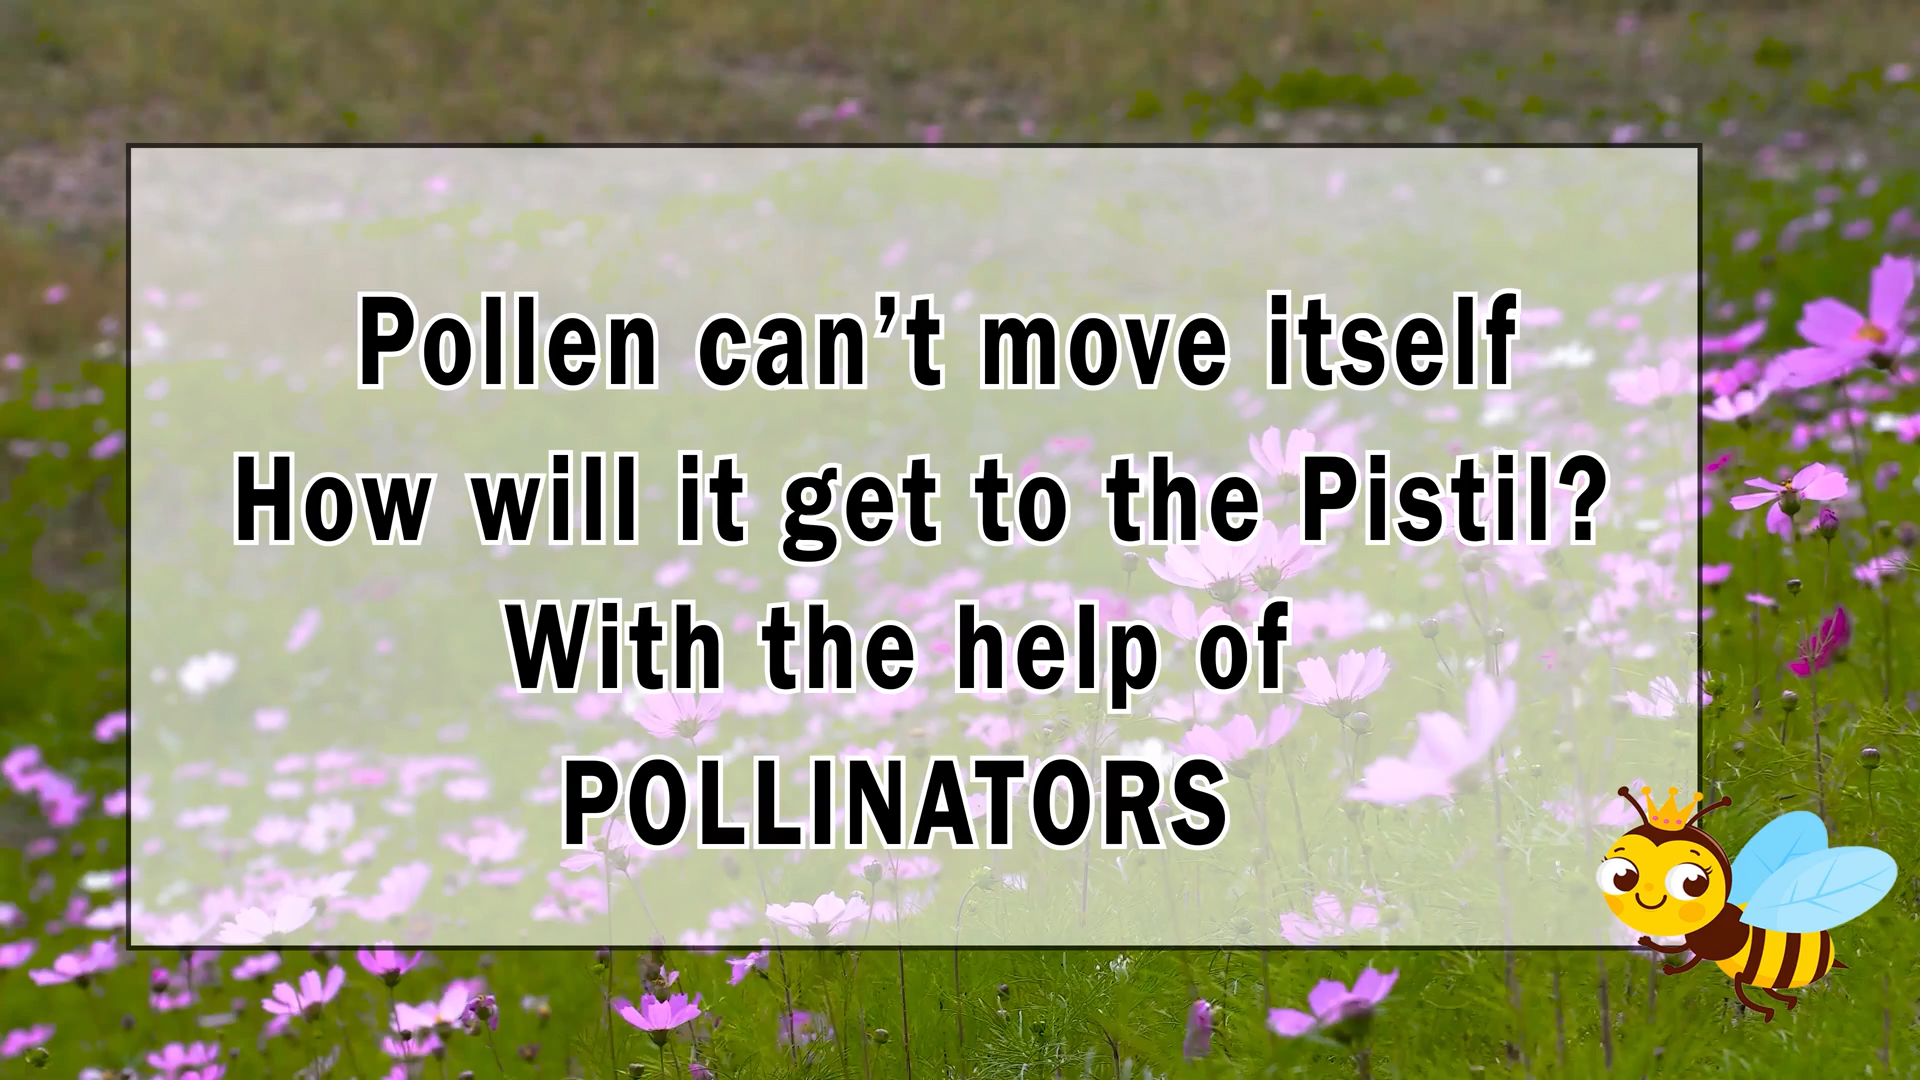 Pollen can’t move itself
How will it get to the Pistil?
With the help of
POLLINATORS